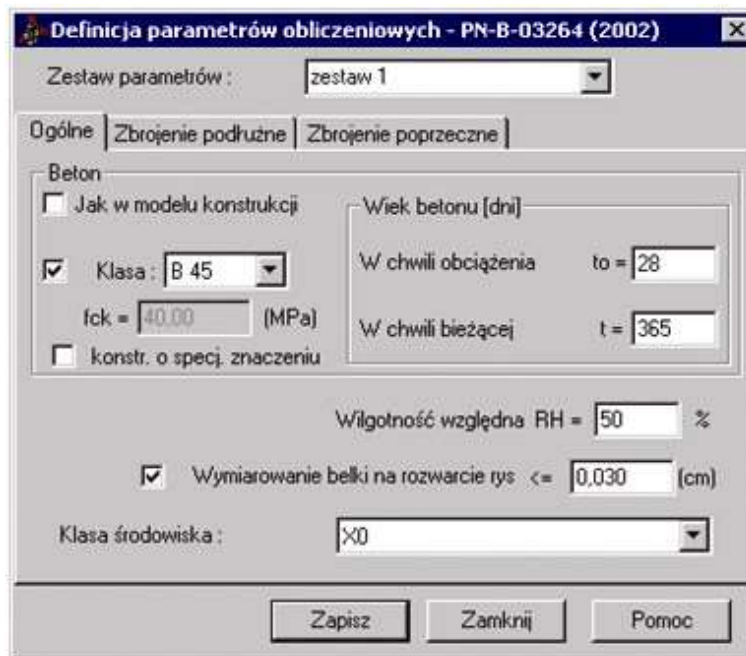 Definicja parametrów obliczeniowych - PN-B-03264 (2002)
Zestaw parametrów : zestaw 1
Ogólne Zbrojenie podłużne Zbrojenie poprzeczne
Beton
Jak w modelu konstrukcji
Wiek betonu [dni]
Klasa : B 45
W chwili obciążenia to = 28
fck = 40,00 (MPa)
W chwili bieżącej t = 365
konstr. o specj. znaczeniu
Wilgotność względna RH = 50 %
Wymiarowanie belki na rozwarcie rys <= 0,030 (cm)
Klasa środowiska : X0
Zapisz Zamknij Pomoc